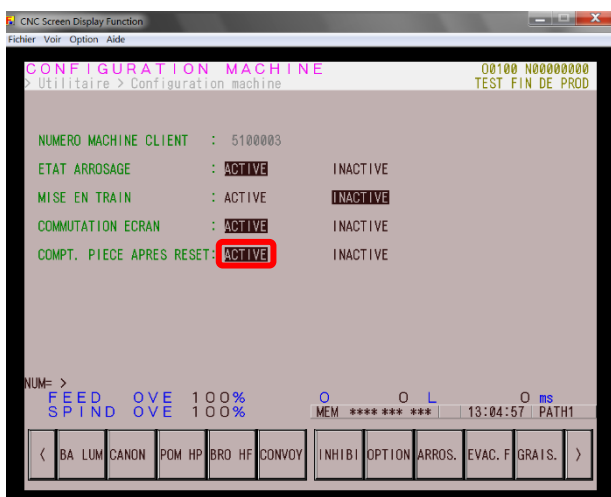 CNC Screen Display Function
Fichier Voir Option Aide
CONFIGURATION MACHINE O0100 N00000000
> Utilitaire > Configuration machine TEST FIN DE PROD
NUMERO MACHINE CLIENT : 5100003
ETAT ARROSAGE : ACTIVE INACTIVE
MISE EN TRAIN : ACTIVE INACTIVE
COMMUTATION ECRAN : ACTIVE INACTIVE
COMPT. PIECE APRES RESET: ACTIVE INACTIVE
NUM= >
FEED OVE 100% O O L O ms
SPIND OVE 100% MEM **** *** *** 13:04:57 PATH1
< BA LUM CANON POM HP BRO HF CONVOY INHIBI OPTION ARROS. EVAC. F GRAIS. >